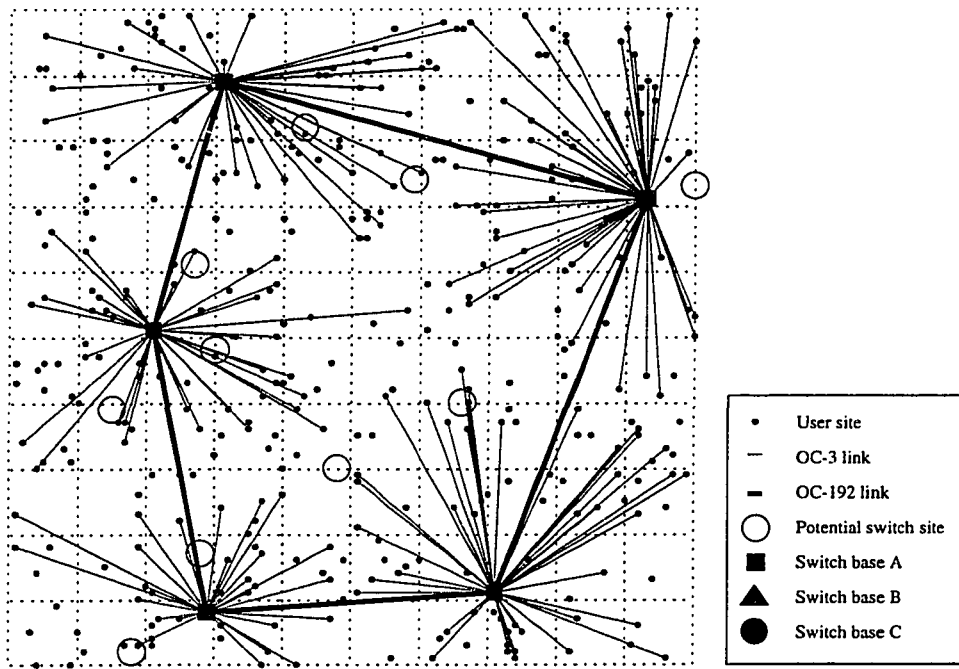 User site
OC-3 link
OC-192 link
Potential switch site
Switch base A
Switch base B
Switch base C